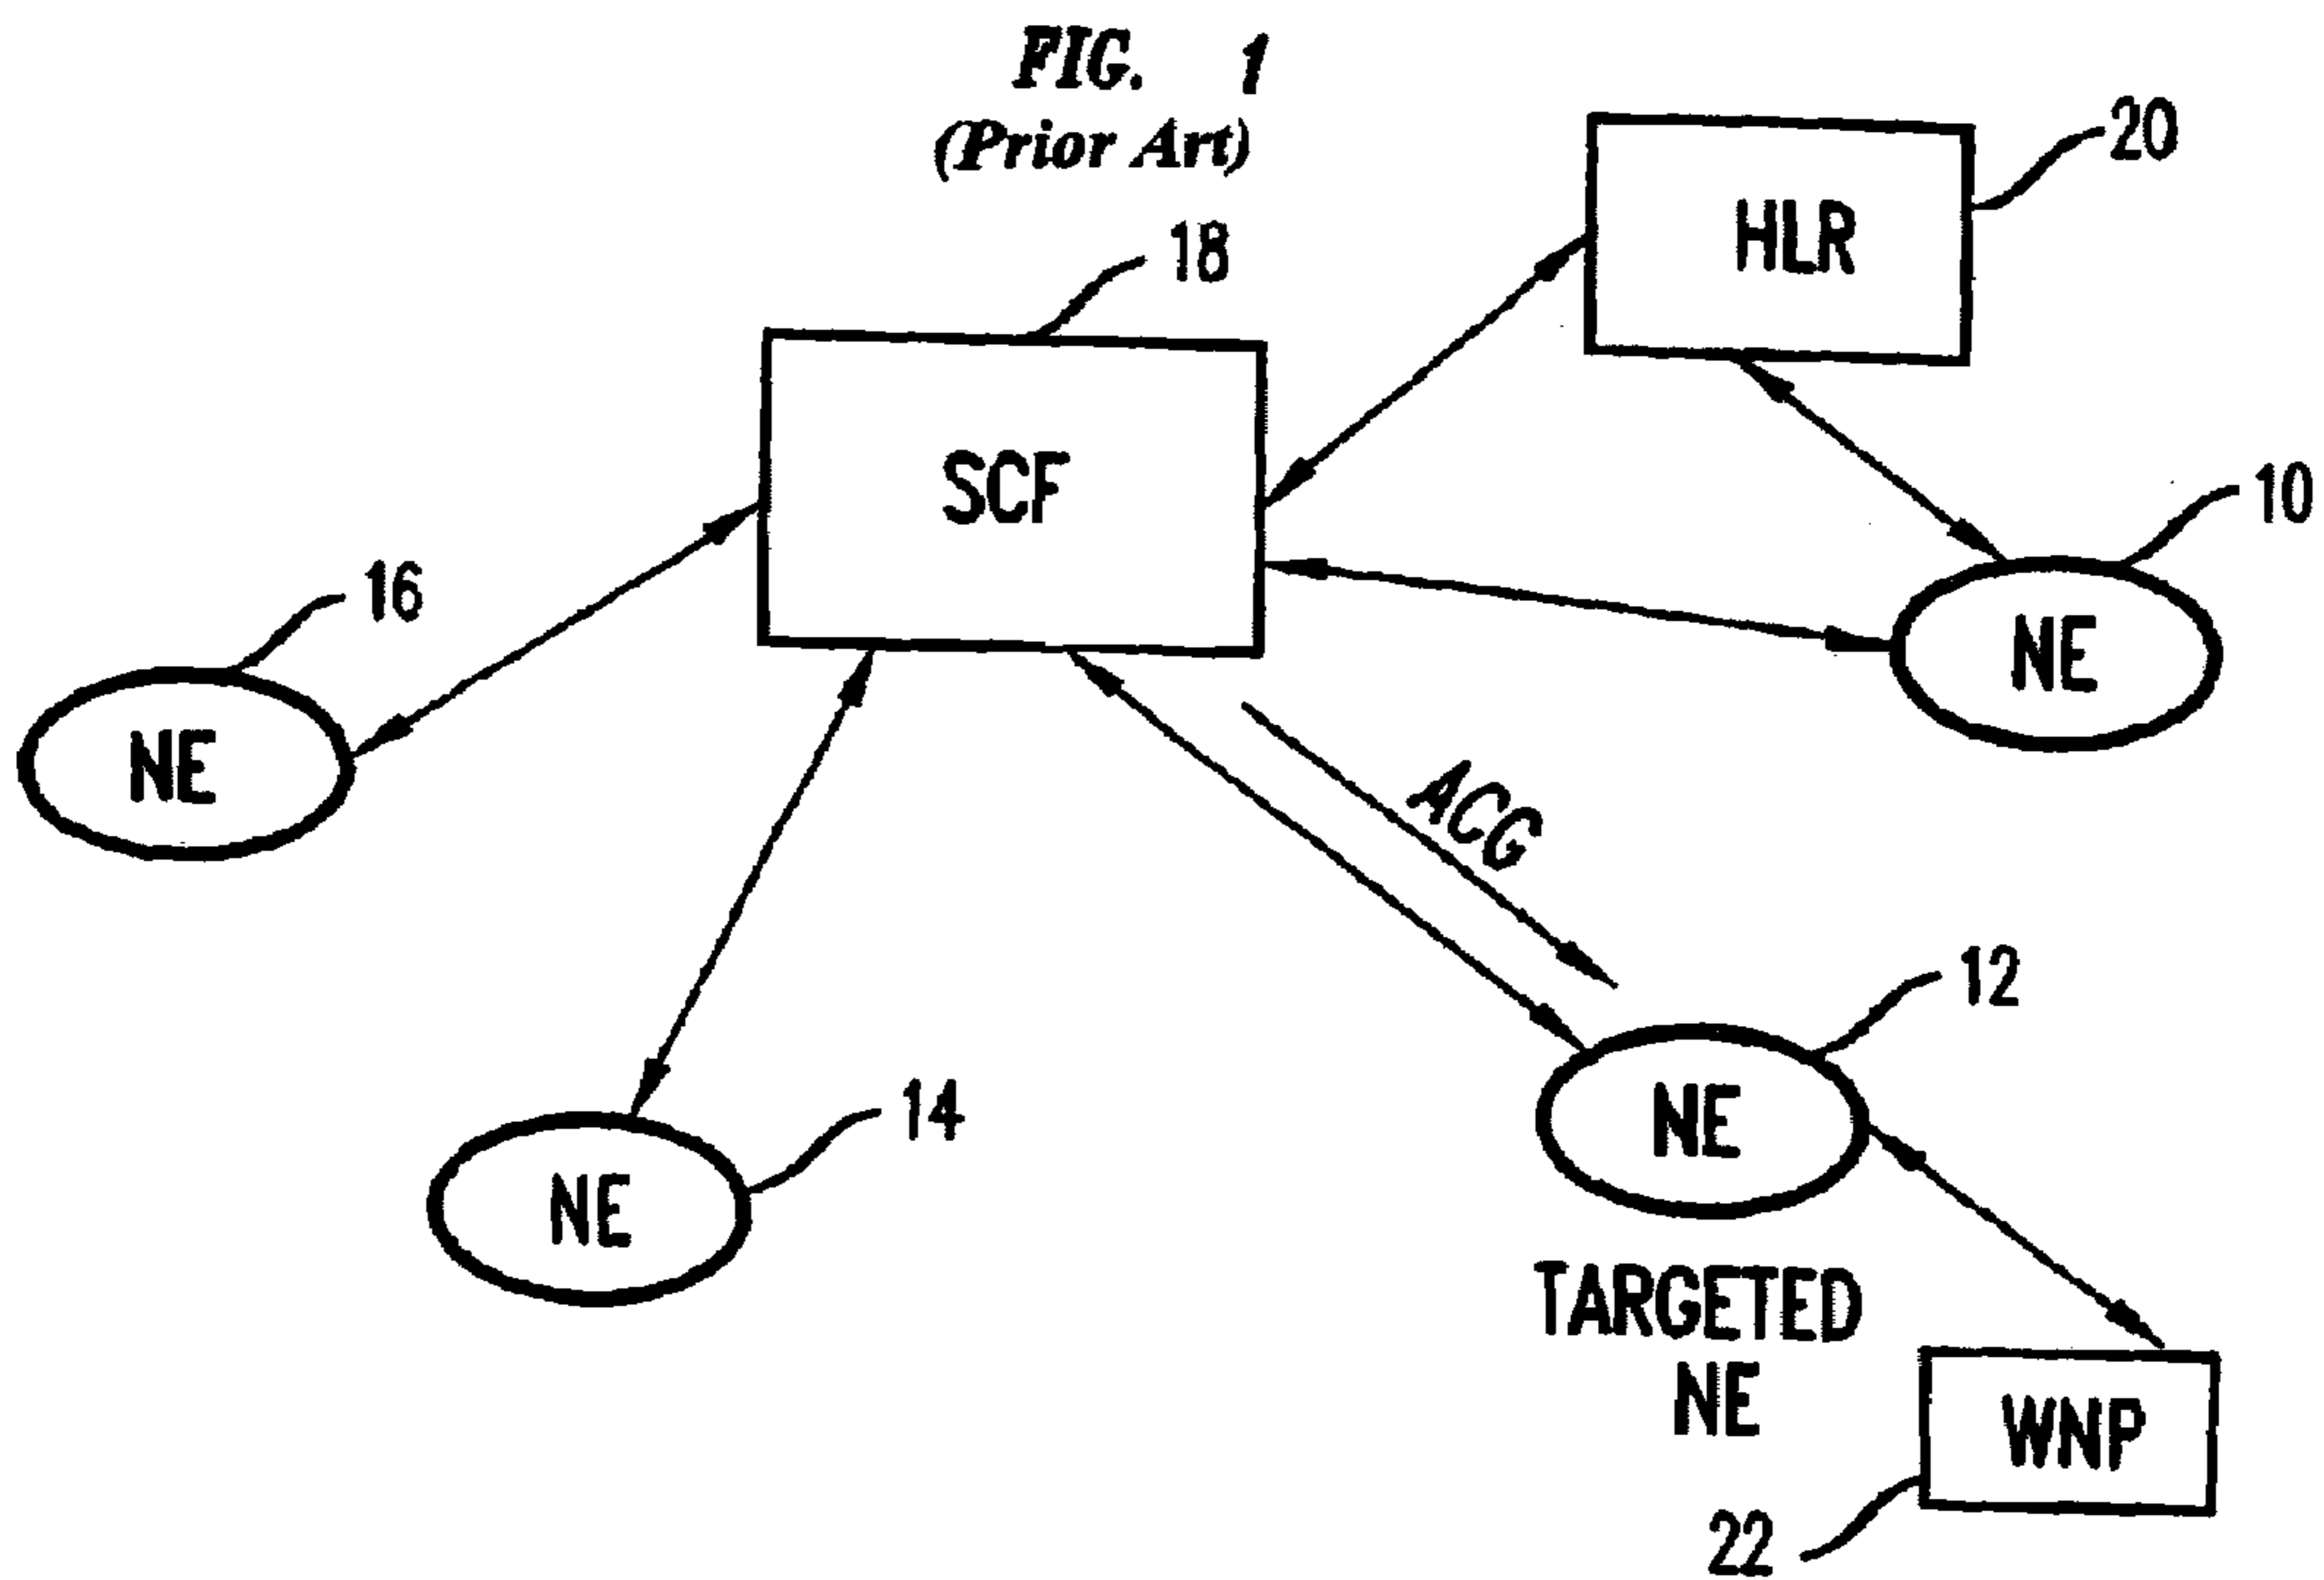 FIG. 1
(Prior Art)
20
HLR
18
SCF
10
NE
16
NE
ACG
12
NE
14
NE
TARGETED
NE
WNP
22